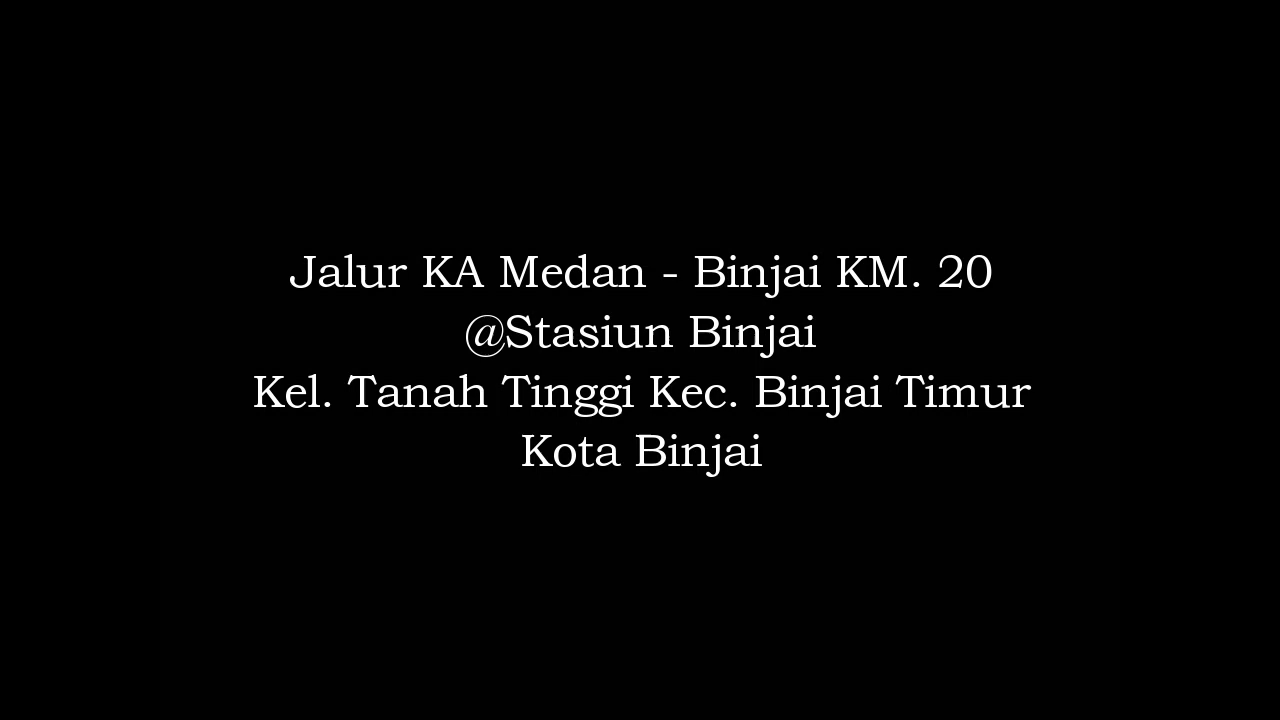 Jalur KA Medan - Binjai KM. 20
@Stasiun Binjai
Kel. Tanah Tinggi Kec. Binjai Timur
Kota Binjai